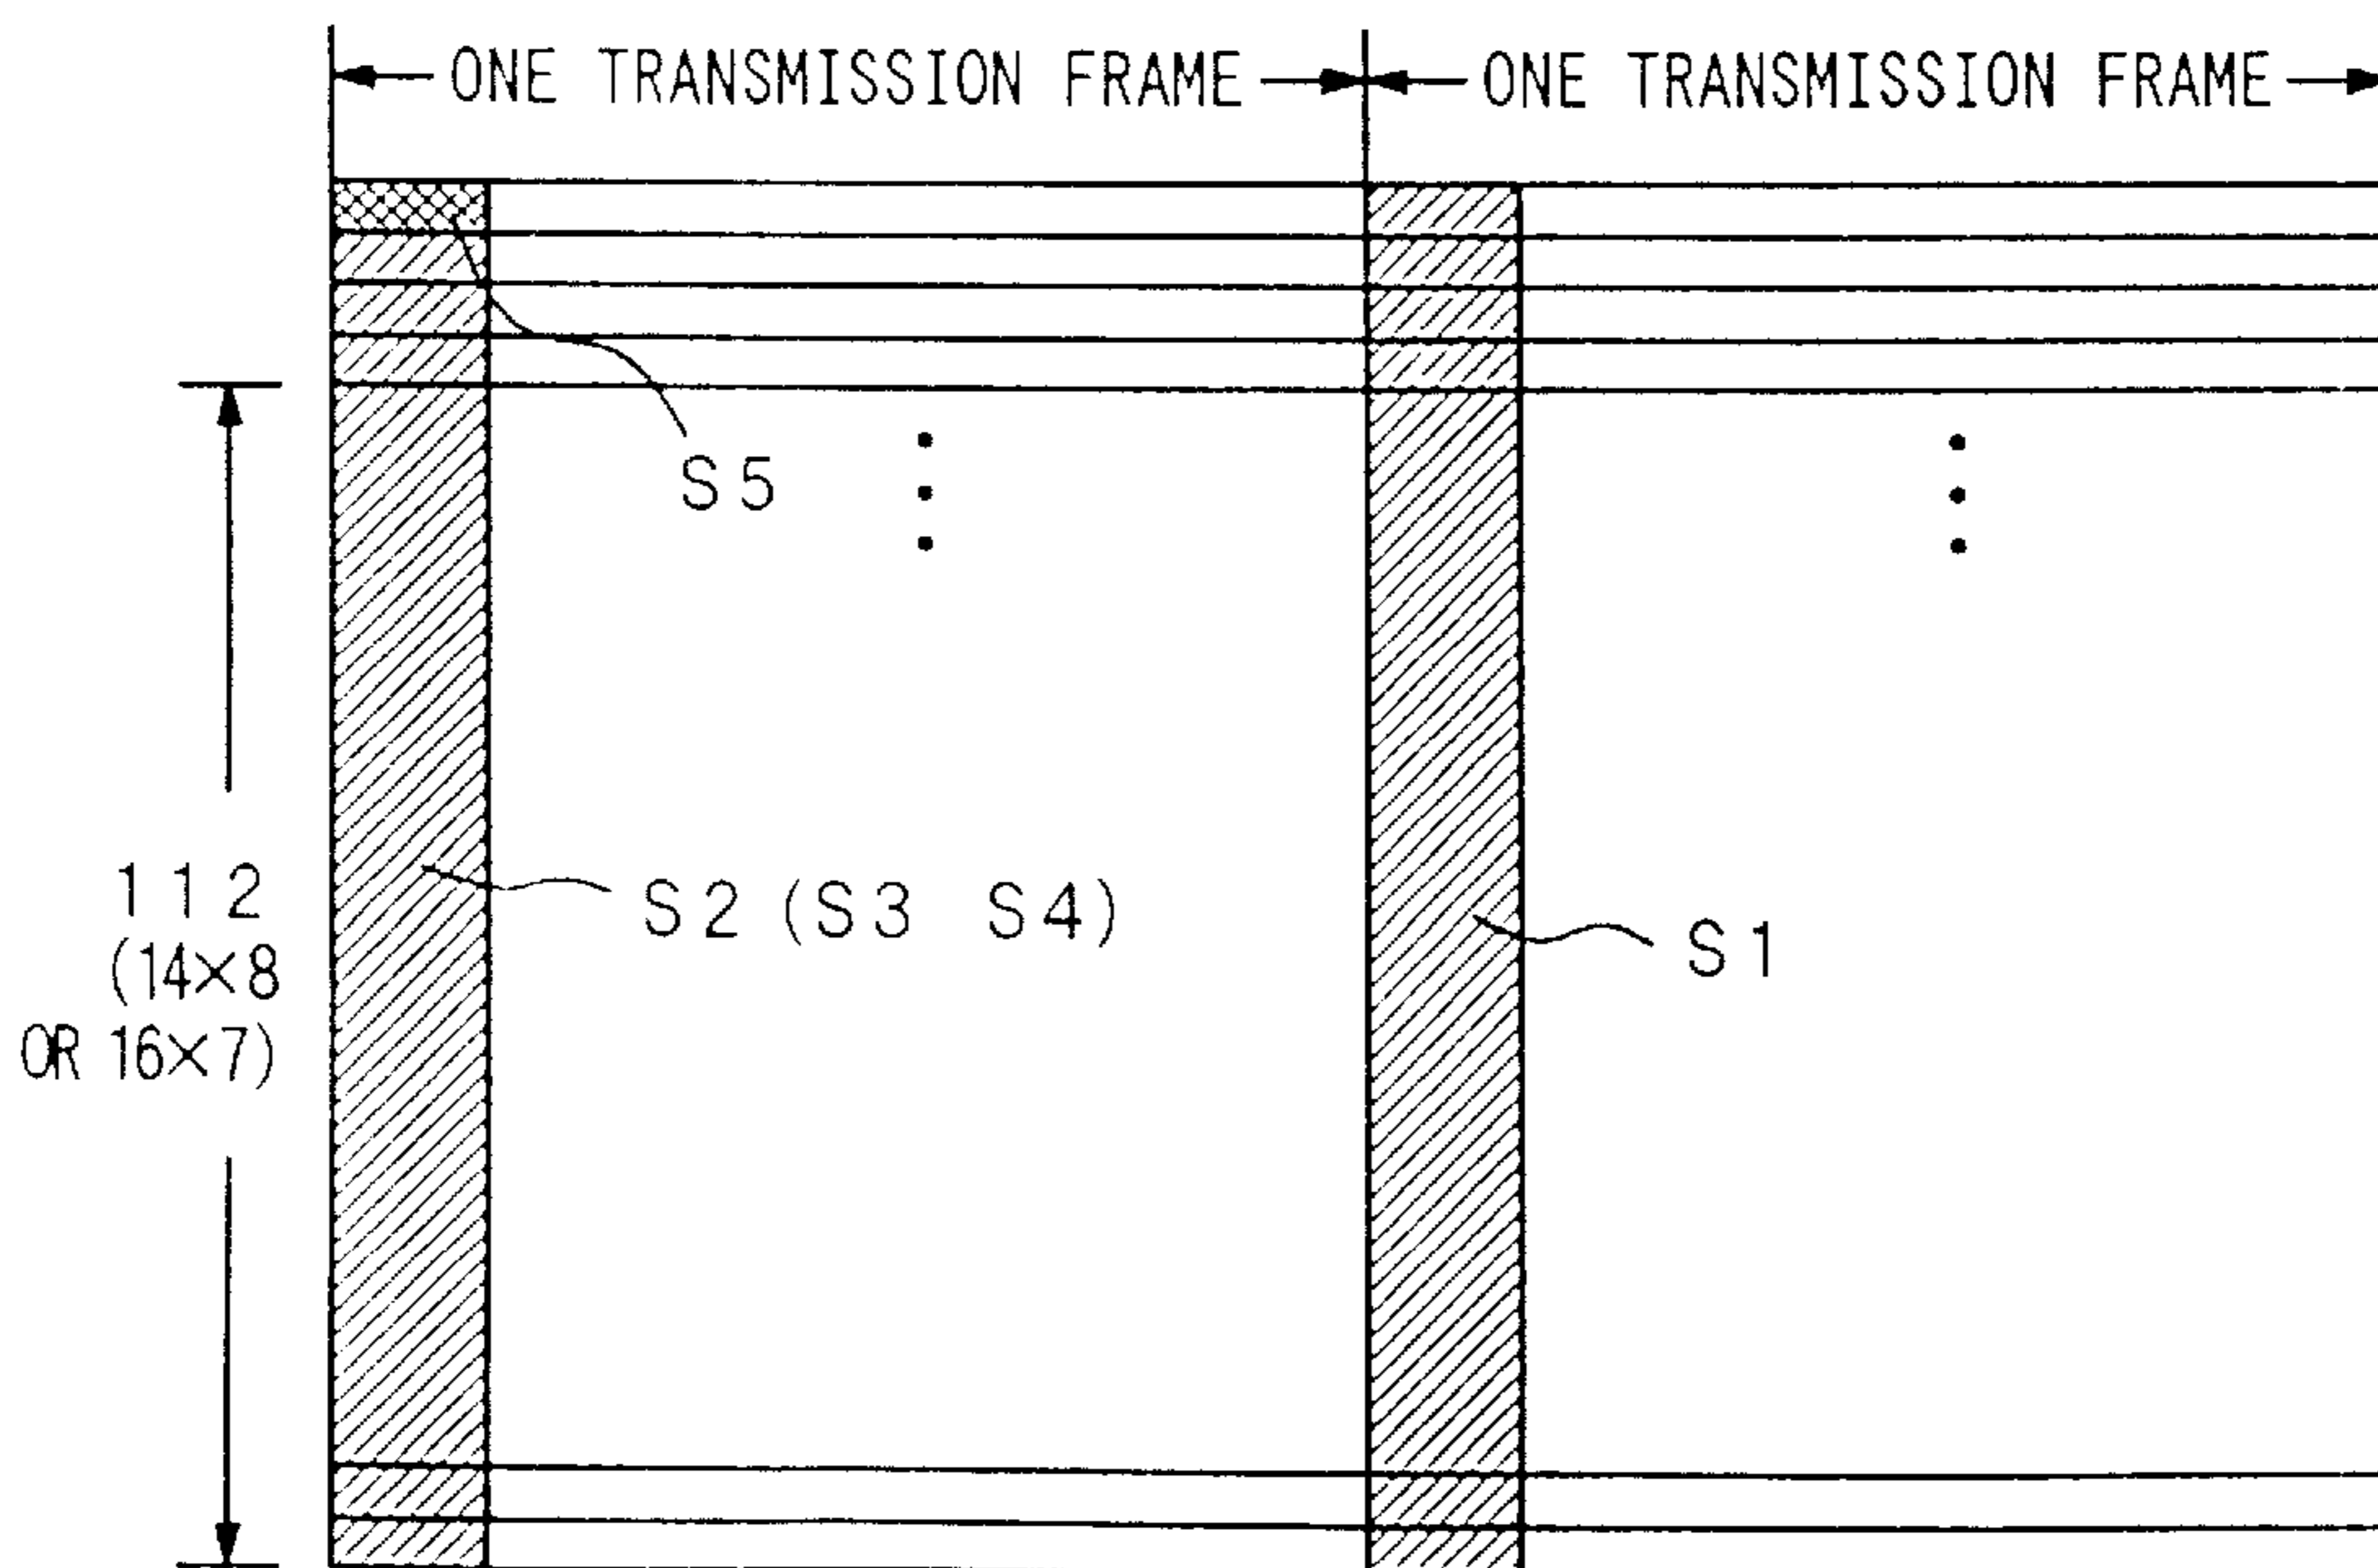 ONE TRANSMISSION FRAME
ONE TRANSMISSION FRAME
S5
112
(14×8
OR 16×7)
S2 (S3 S4)
S1